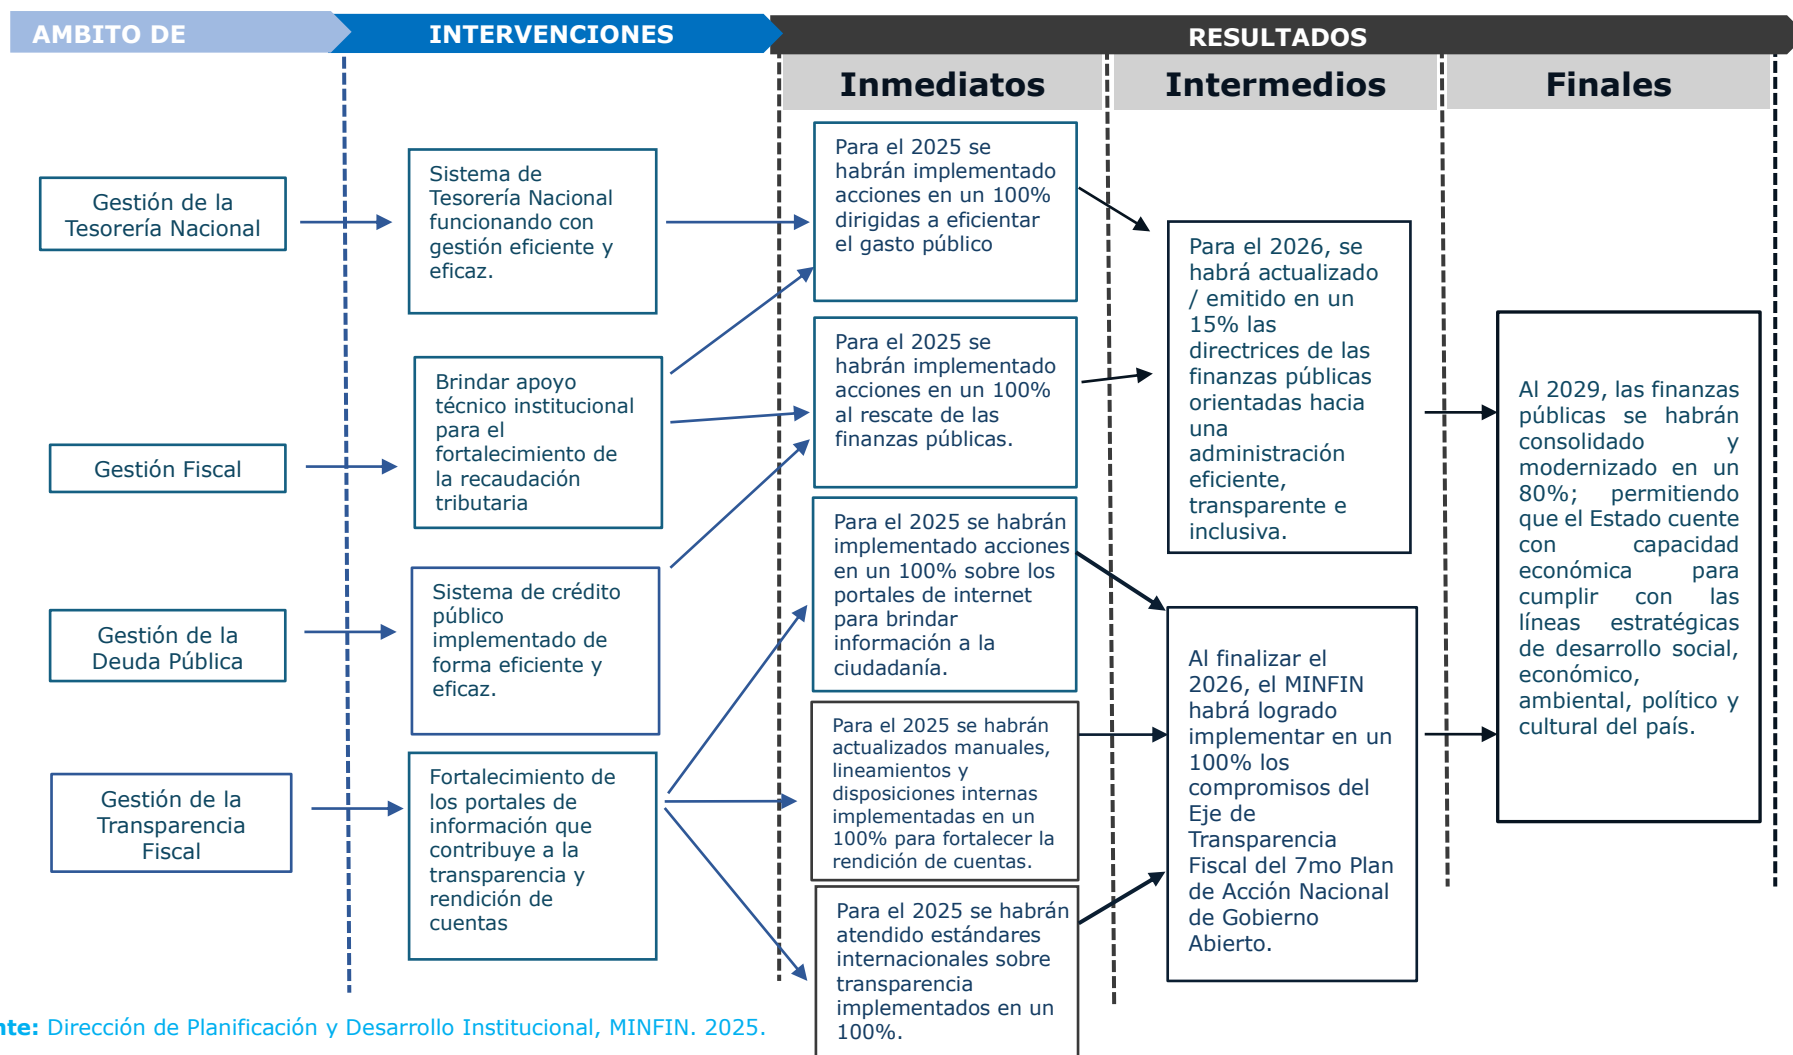 AMBITO DE
INTERVENCIONES
RESULTADOS
Inmediatos
Intermedios
Finales
Gestión de la
Tesorería Nacional
Gestión Fiscal
Gestión de la
Deuda Pública
Gestión de la
Transparencia
Fiscal
Sistema de
Tesorería Nacional
funcionando con
gestión eficiente y
eficaz.
Brindar apoyo
técnico institucional
para el
fortalecimiento de
la recaudación
tributaria
Sistema de crédito
público
implementado de
forma eficiente y
eficaz.
Fortalecimiento de
los portales de
información que
contribuye a la
transparencia y
rendición de
cuentas
Para el 2025 se
habrán implementado
acciones en un 100%
dirigidas a eficientar
el gasto público
Para el 2025 se
habrán implementado
acciones en un 100%
al rescate de las
finanzas públicas.
Para el 2025 se habrán
implementado acciones
en un 100% sobre los
portales de internet
para brindar
información a la
ciudadanía.
Para el 2025 se habrán
actualizados manuales,
lineamientos y
disposiciones internas
implementadas en un
100% para fortalecer la
rendición de cuentas.
Para el 2025 se habrán
atendido estándares
internacionales sobre
transparencia
implementados en un
100%.
Para el 2026, se
habrá actualizado
/ emitido en un
15% las
directrices de las
finanzas públicas
orientadas hacia
una
administración
eficiente,
transparente e
inclusiva.
Al finalizar el
2026, el MINFIN
habrá logrado
implementar en un
100% los
compromisos del
Eje de
Transparencia
Fiscal del 7mo Plan
de Acción Nacional
de Gobierno
Abierto.
Al 2029, las finanzas
públicas se habrán
consolidado y
modernizado en un
80%; permitiendo
que el Estado cuente
con capacidad
económica para
cumplir con las
líneas estratégicas
de desarrollo social,
económico,
ambiental, político y
cultural del país.
nte: Dirección de Planificación y Desarrollo Institucional, MINFIN. 2025.